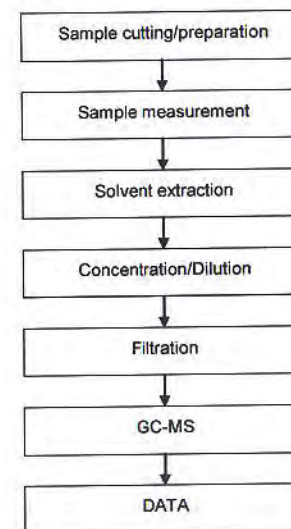 Sample cutting/preparation
Sample measurement
Solvent extraction
Concentration/Dilution
Filtration
GC-MS
DATA